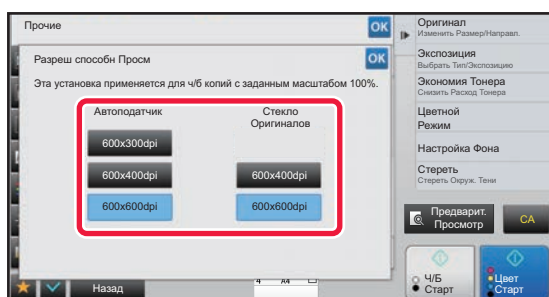 Прочие
OK
Разреш способн Просм
OK
Эта установка применяется для ч/б копий с заданным масштабом 100%.
Автоподатчик
Стекло
Оригиналов
600x300dpi
600x400dpi
600x400dpi
600x600dpi
600x600dpi
Назад
4
A4
Оригинал
Изменить Размер/Направл.
Экспозиция
Выбрать Тип/Экспозицию
Экономия Тонера
Снизить Расход Тонера
Цветной
Режим
Настройка Фона
Стереть
Стереть Окруж. Тени
Предварит.
Просмотр
CA
Ч/Б
Старт
Цвет
Старт